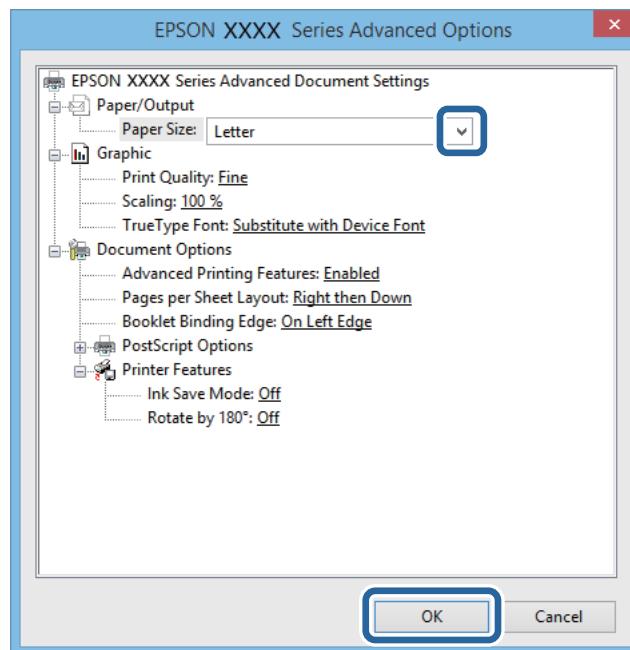 EPSON XXXX Series Advanced Options
EPSON XXXX Series Advanced Document Settings
Paper/Output
Paper Size: Letter
Graphic
Print Quality: Fine
Scaling: 100 %
TrueType Font: Substitute with Device Font
Document Options
Advanced Printing Features: Enabled
Pages per Sheet Layout: Right then Down
Booklet Binding Edge: On Left Edge
PostScript Options
Printer Features
Ink Save Mode: Off
Rotate by 180°: Off
OK Cancel